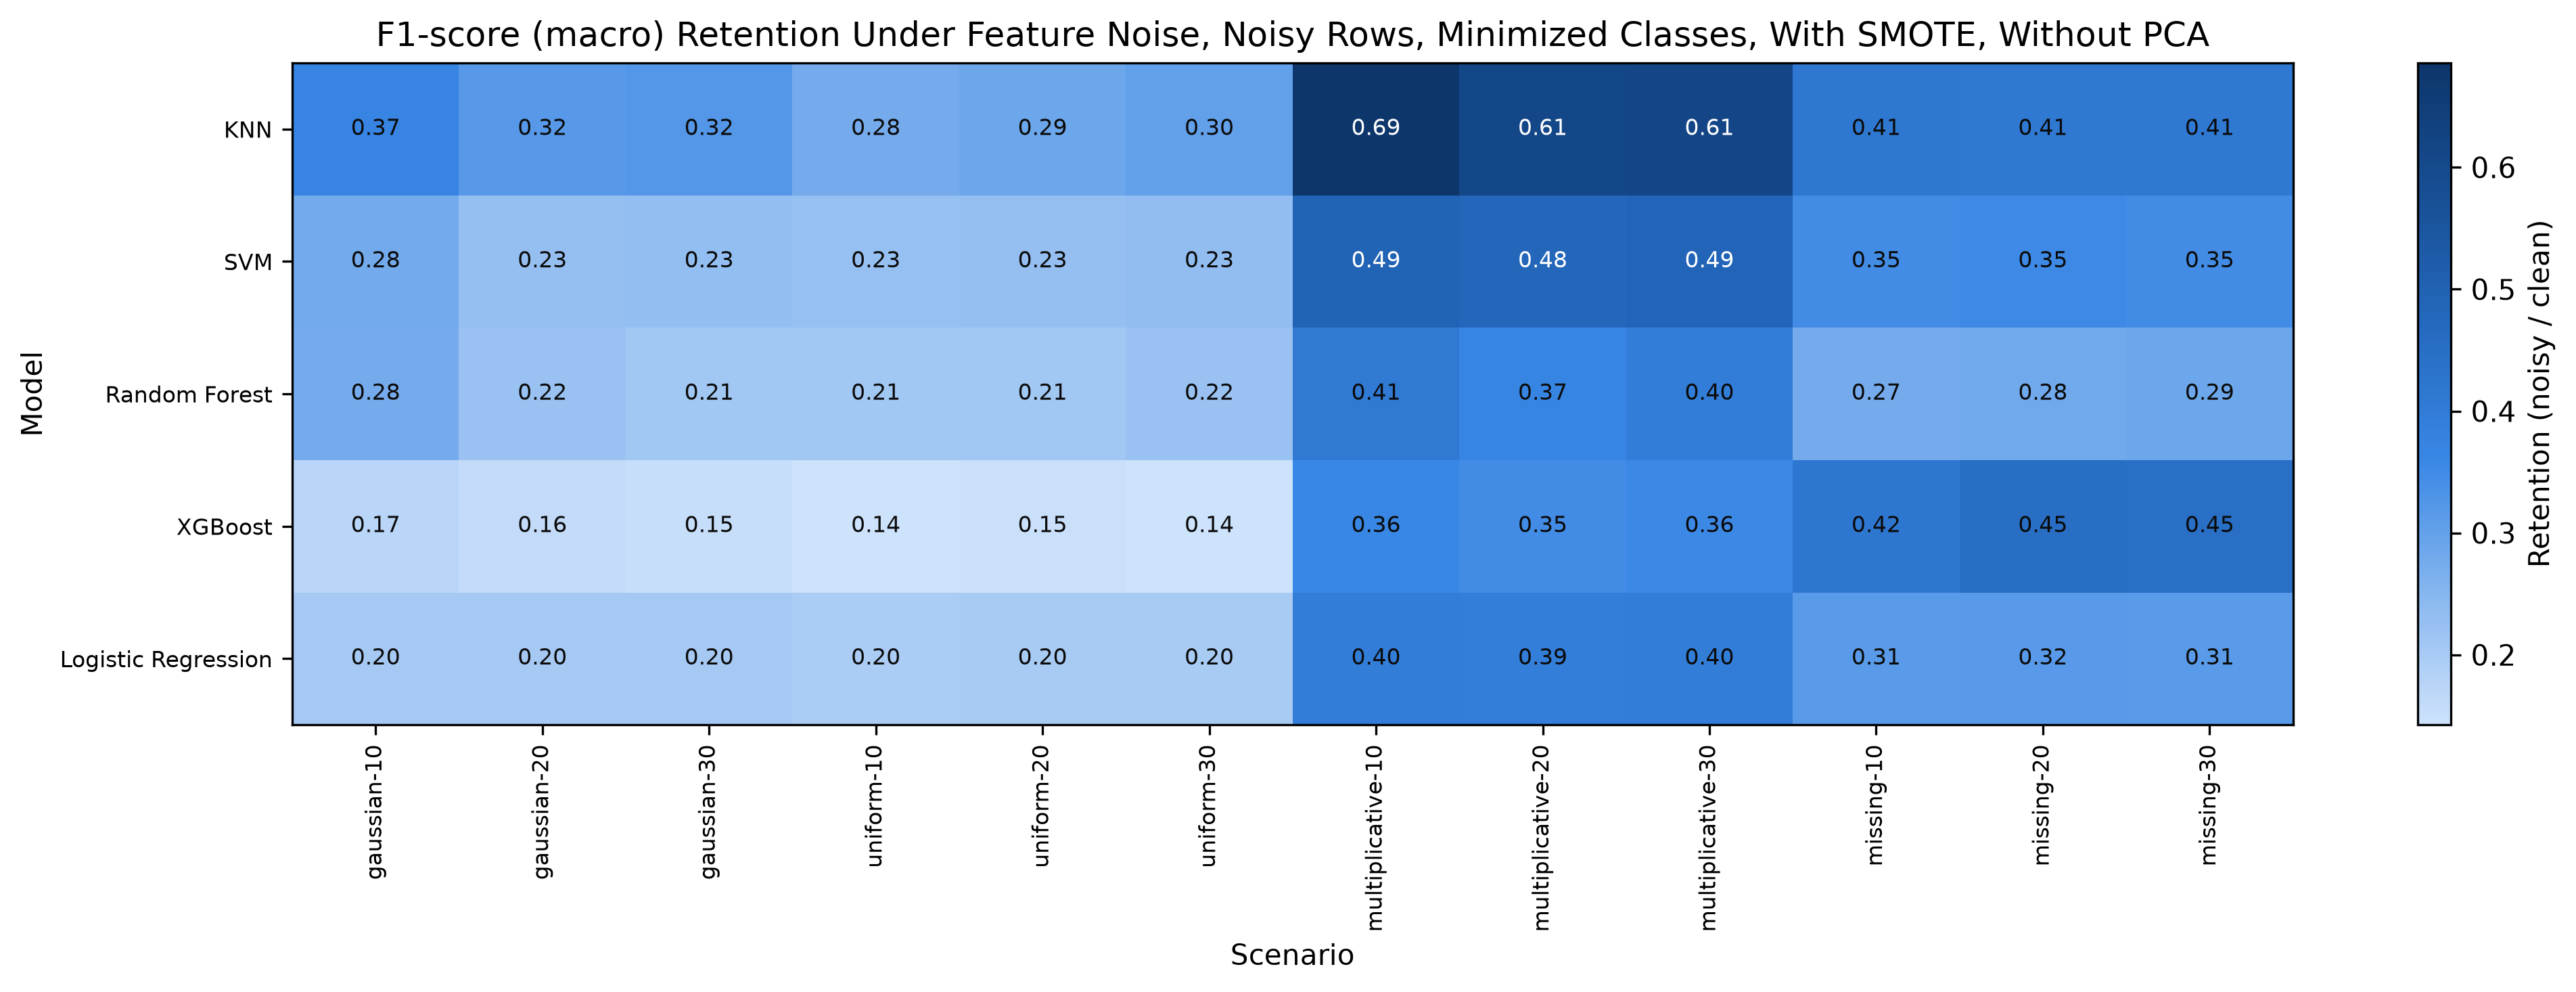 F1-score (macro) Retention Under Feature Noise, Noisy Rows, Minimized Classes, With SMOTE, Without PCA
Model
KNN 0.37 0.32 0.32 0.28 0.29 0.30 0.69 0.61 0.61 0.41 0.41 0.41
SVM 0.28 0.23 0.23 0.23 0.23 0.23 0.49 0.48 0.49 0.35 0.35 0.35
Random Forest 0.28 0.22 0.21 0.21 0.21 0.22 0.41 0.37 0.40 0.27 0.28 0.29
XGBoost 0.17 0.16 0.15 0.14 0.15 0.14 0.36 0.35 0.36 0.42 0.45 0.45
Logistic Regression 0.20 0.20 0.20 0.20 0.20 0.20 0.40 0.39 0.40 0.31 0.32 0.31
gaussian-10
gaussian-20
gaussian-30
uniform-10
uniform-20
uniform-30
multiplicative-10
multiplicative-20
multiplicative-30
missing-10
missing-20
missing-30
Scenario
0.6
0.5
0.4
0.3
0.2
Retention (noisy / clean)